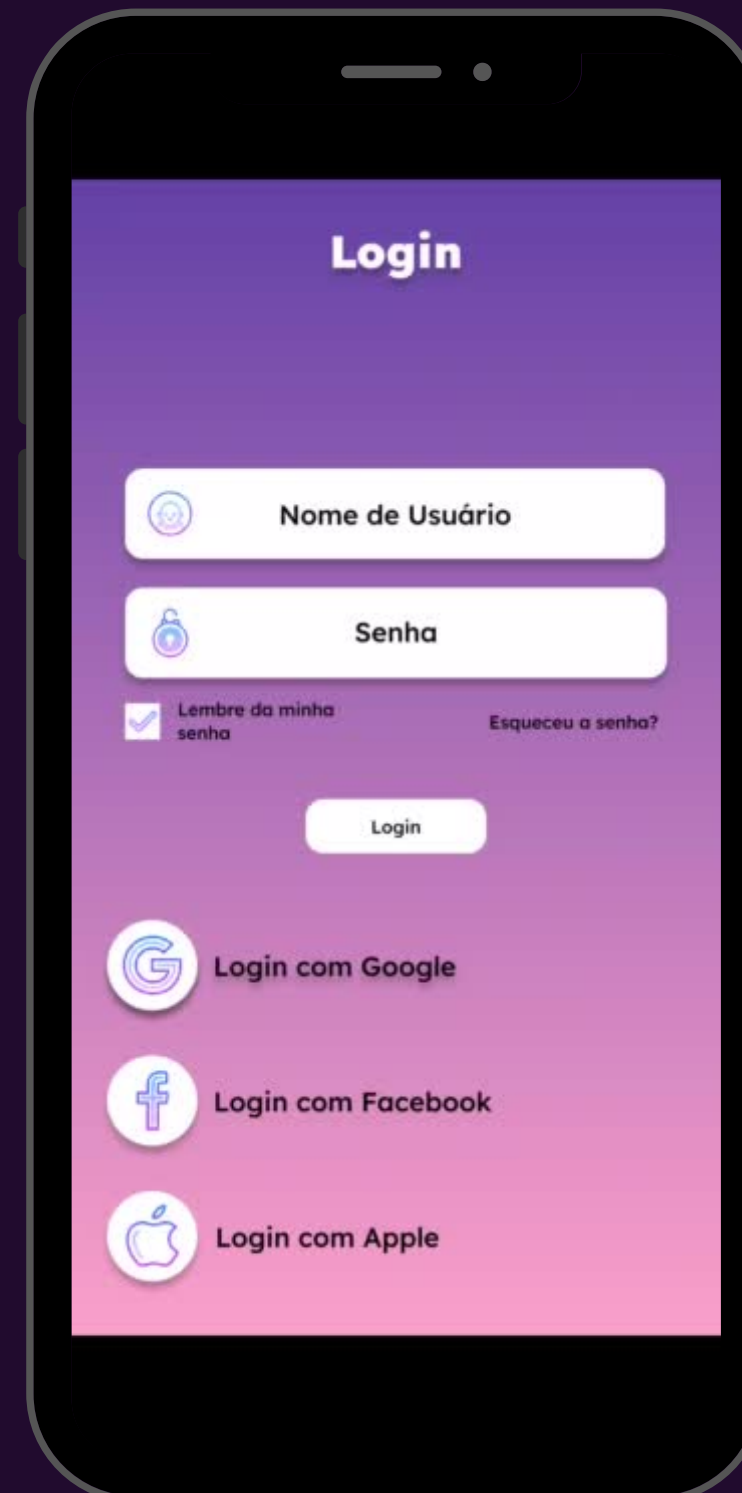 Login
Nome de Usuário
Senha
Lembre da minha
senha
Esqueceu a senha?
Login
Login com Google
Login com Facebook
Login com Apple